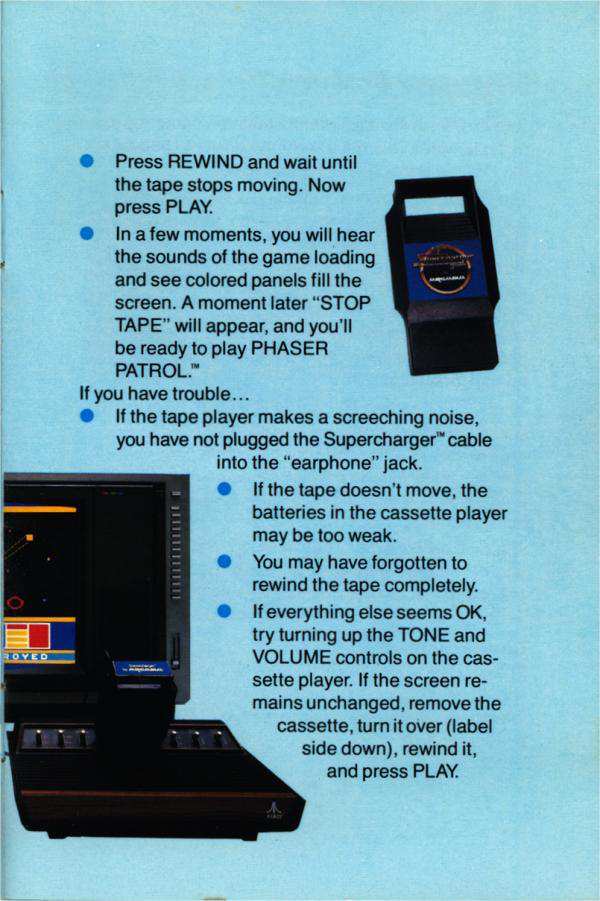 ● Press REWIND and wait until
the tape stops moving. Now
press PLAY.
● In a few moments, you will hear
the sounds of the game loading
and see colored panels fill the
screen. A moment later “STOP
TAPE” will appear, and you’ll
be ready to play PHASER
PATROL.™
If you have trouble...
● If the tape player makes a screeching noise,
you have not plugged the Supercharger™ cable
into the “earphone” jack.
● If the tape doesn’t move, the
batteries in the cassette player
may be too weak.
● You may have forgotten to
rewind the tape completely.
● If everything else seems OK,
try turning up the TONE and
VOLUME controls on the cas-
sette player. If the screen re-
mains unchanged, remove the
cassette, turn it over (label
side down), rewind it,
and press PLAY.
ROYED
ATARI